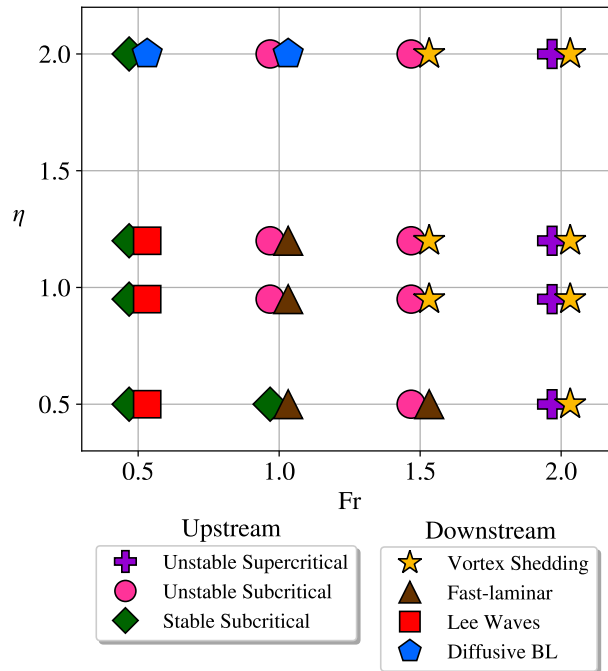 2.0
1.5
η
1.0
0.5
0.5 1.0 1.5 2.0
Fr
Upstream
Unstable Supercritical
Unstable Subcritical
Stable Subcritical
Downstream
Vortex Shedding
Fast-laminar
Lee Waves
Diffusive BL